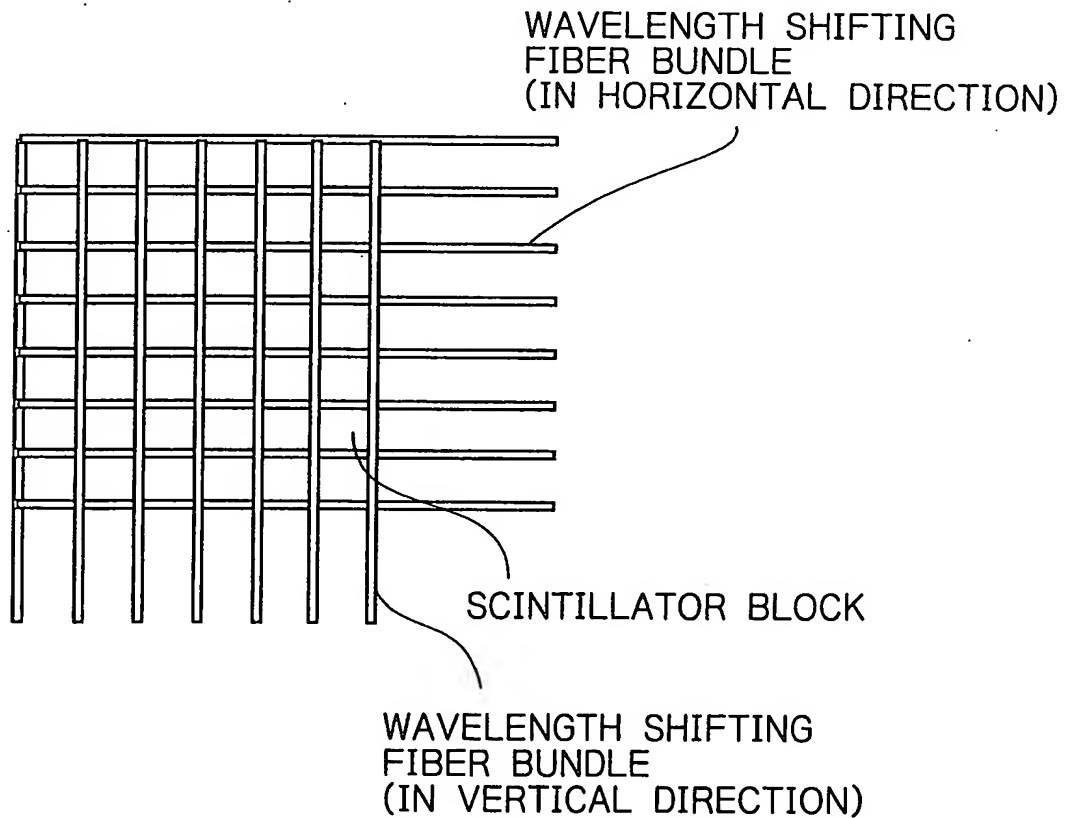 WAVELENGTH SHIFTING
FIBER BUNDLE
(IN HORIZONTAL DIRECTION)
SCINTILLATOR BLOCK
WAVELENGTH SHIFTING
FIBER BUNDLE
(IN VERTICAL DIRECTION)